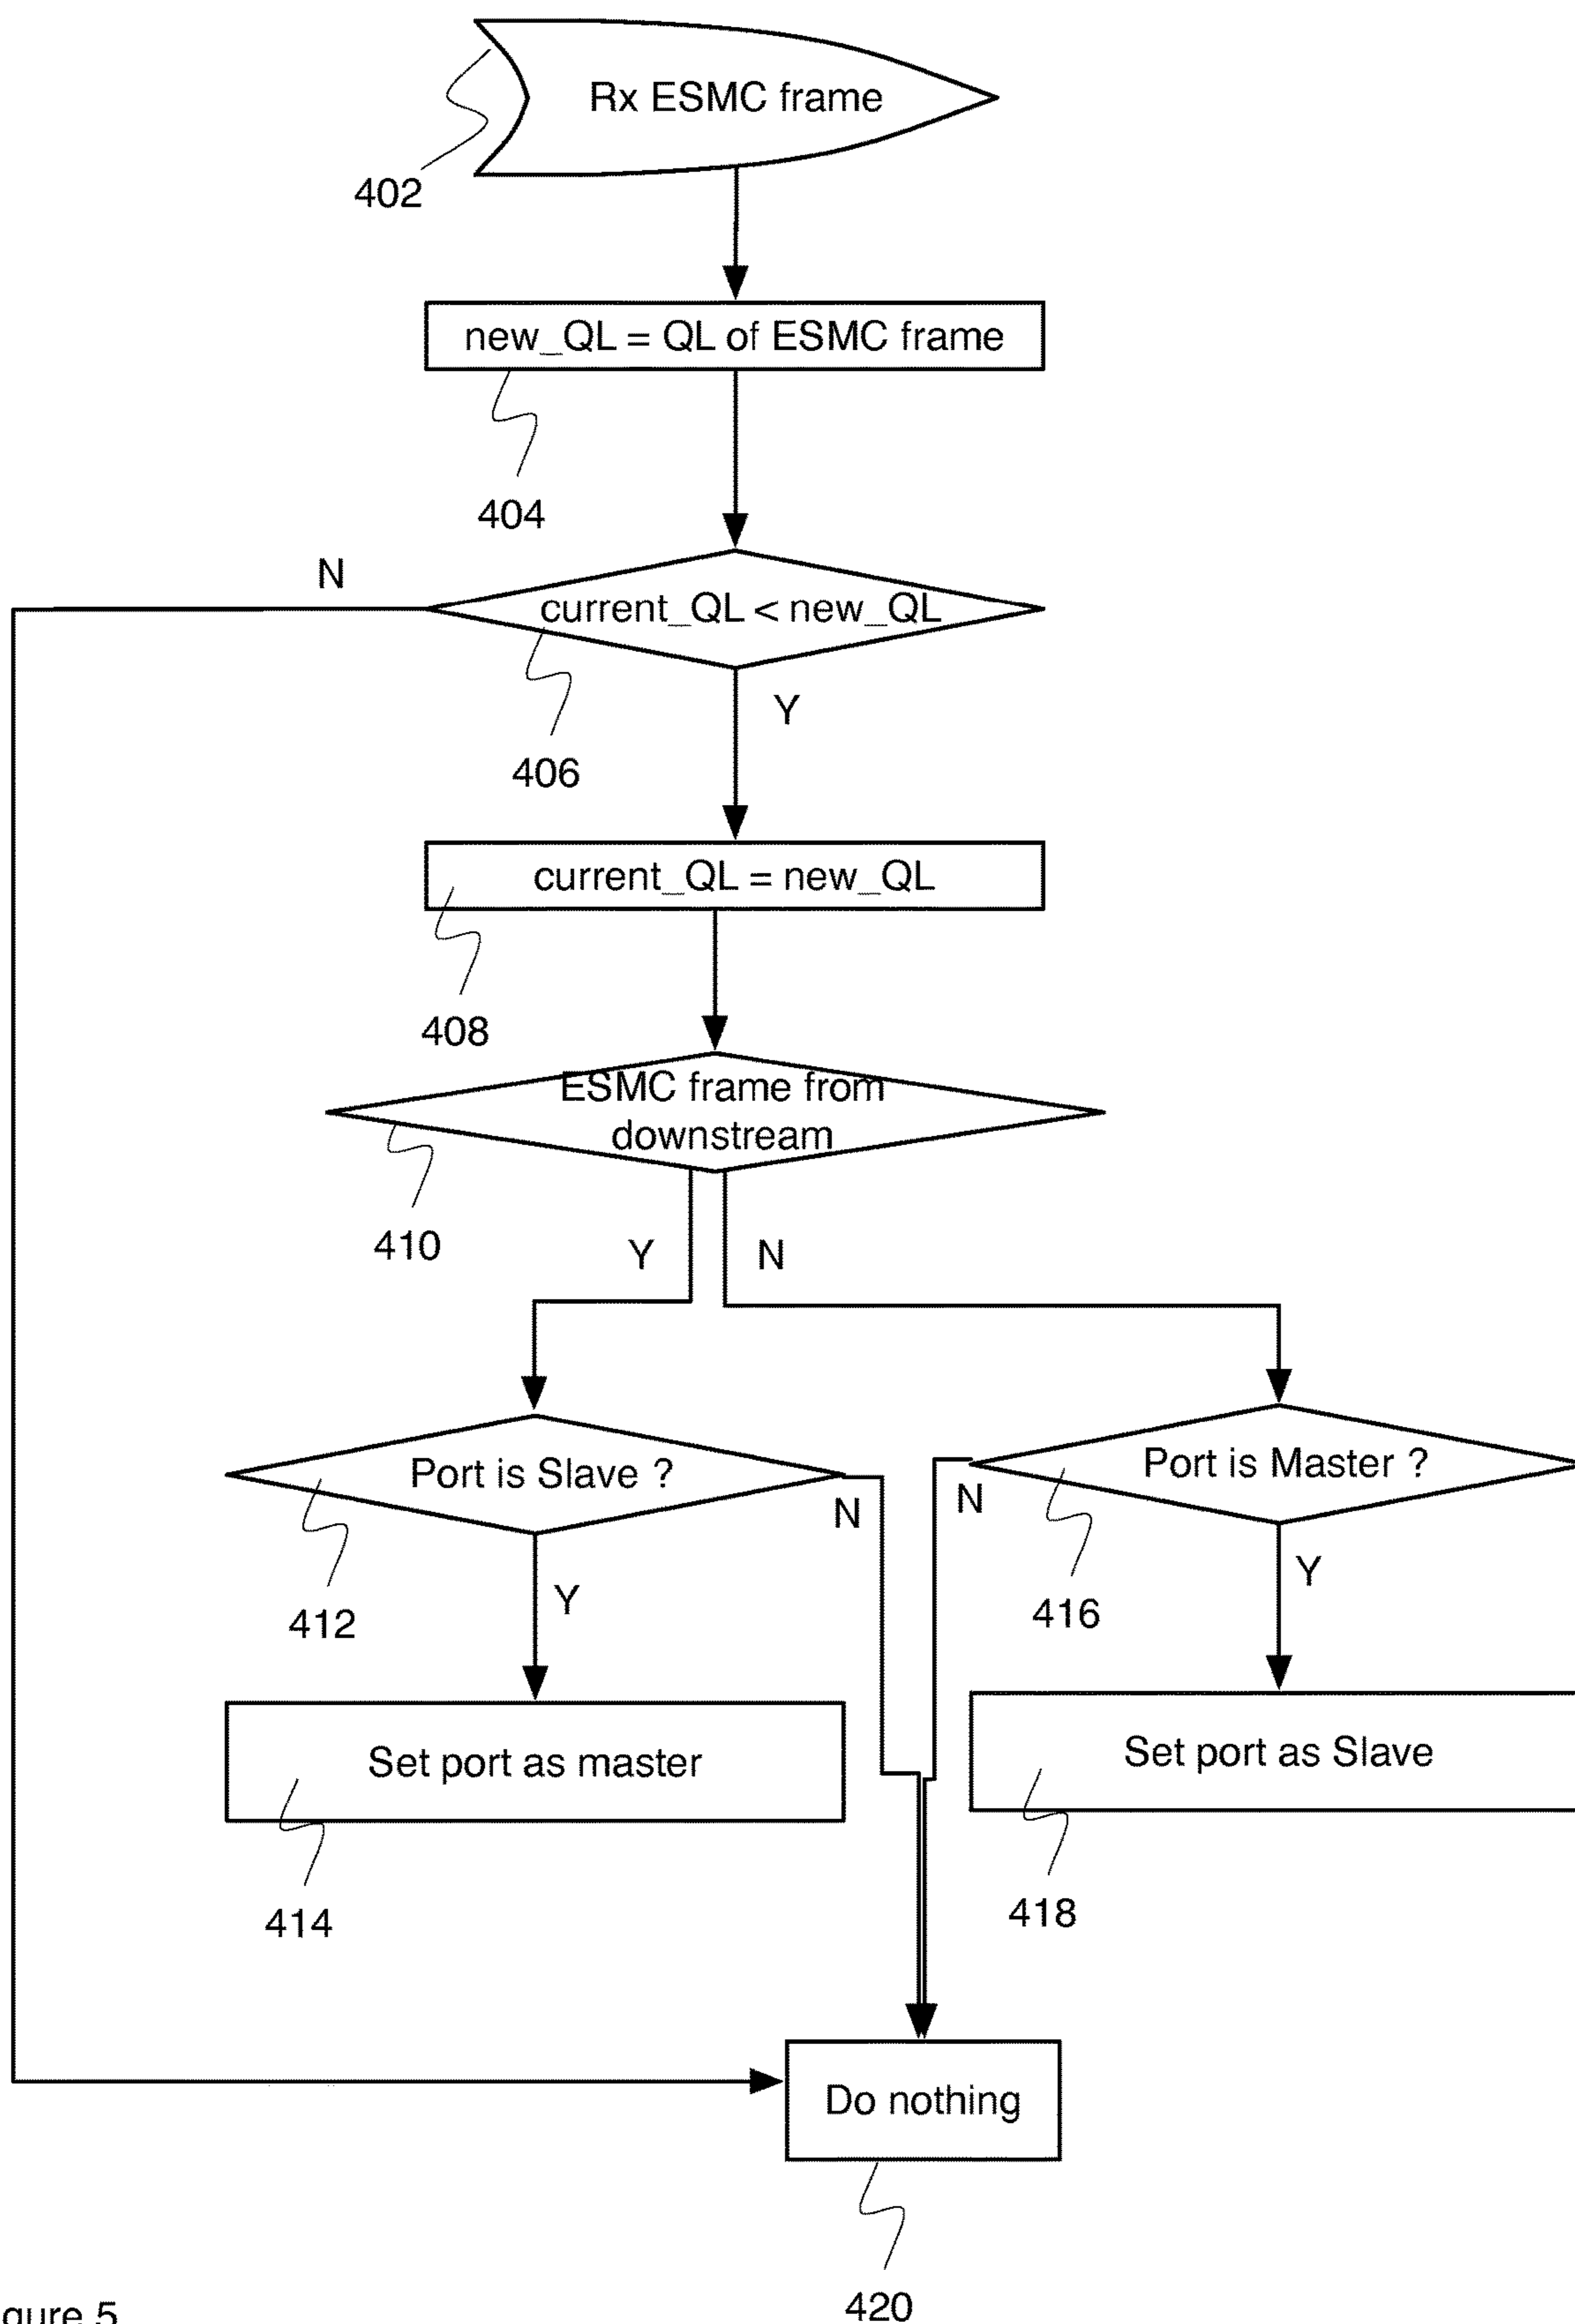 Rx ESMC frame
402
new_QL = QL of ESMC frame
404
N
current_QL < new_QL
Y
406
current_QL = new_QL
408
ESMC frame from
downstream
410
Y
N
Port is Slave ?
Port is Master ?
N
N
Y
Y
412
416
Set port as master
Set port as Slave
414
418
Do nothing
420
gure 5